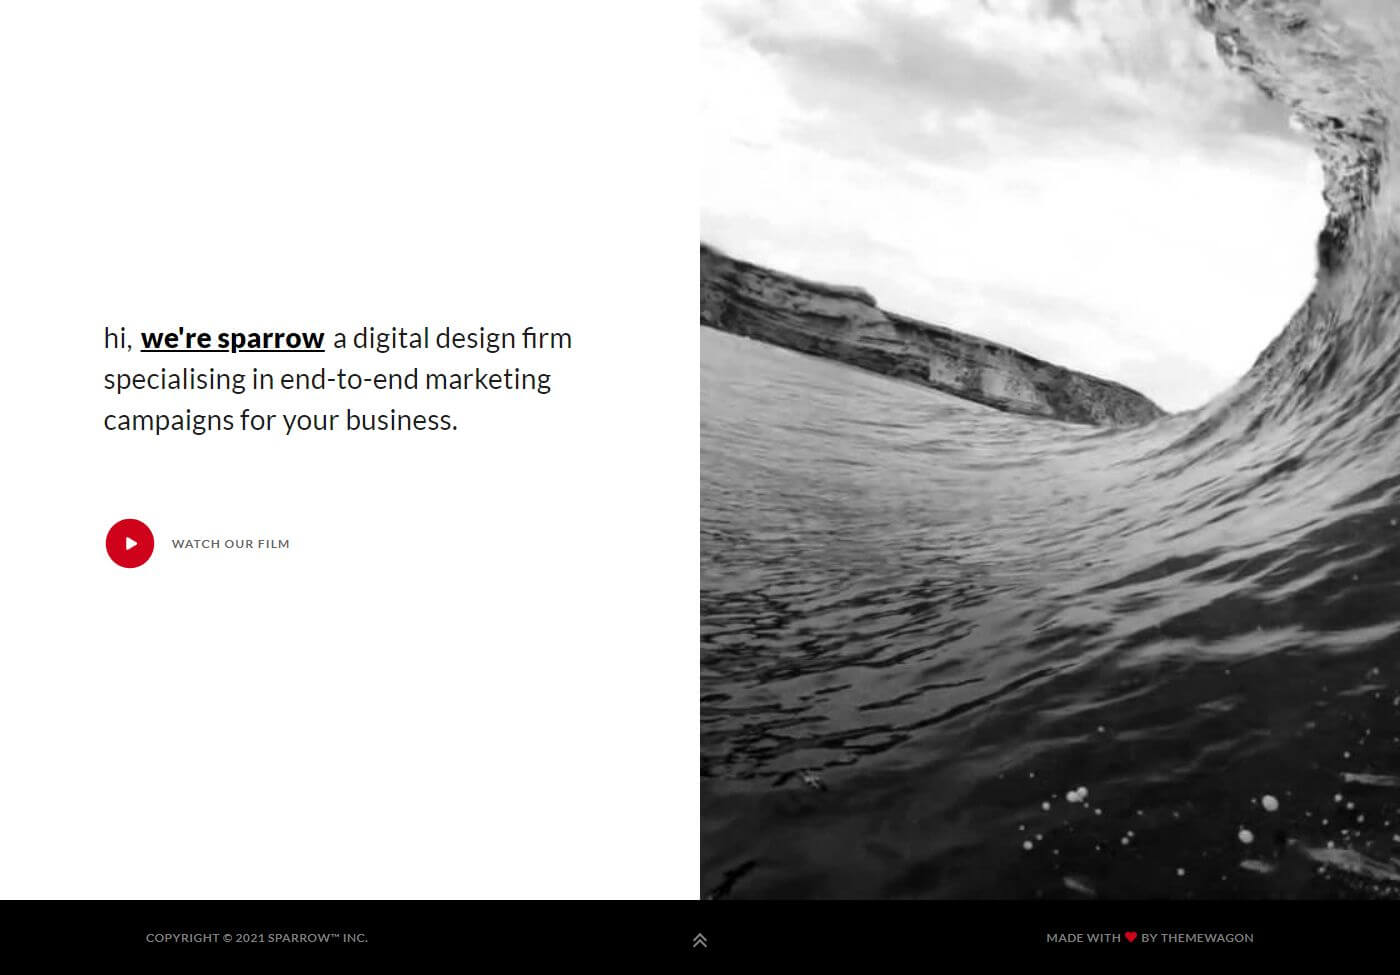 hi, we're sparrow a digital design firm
specialising in end-to-end marketing
campaigns for your business.
WATCH OUR FILM
COPYRIGHT © 2021 SPARROW™ INC.
MADE WITH ♥ BY THEMEWAGON